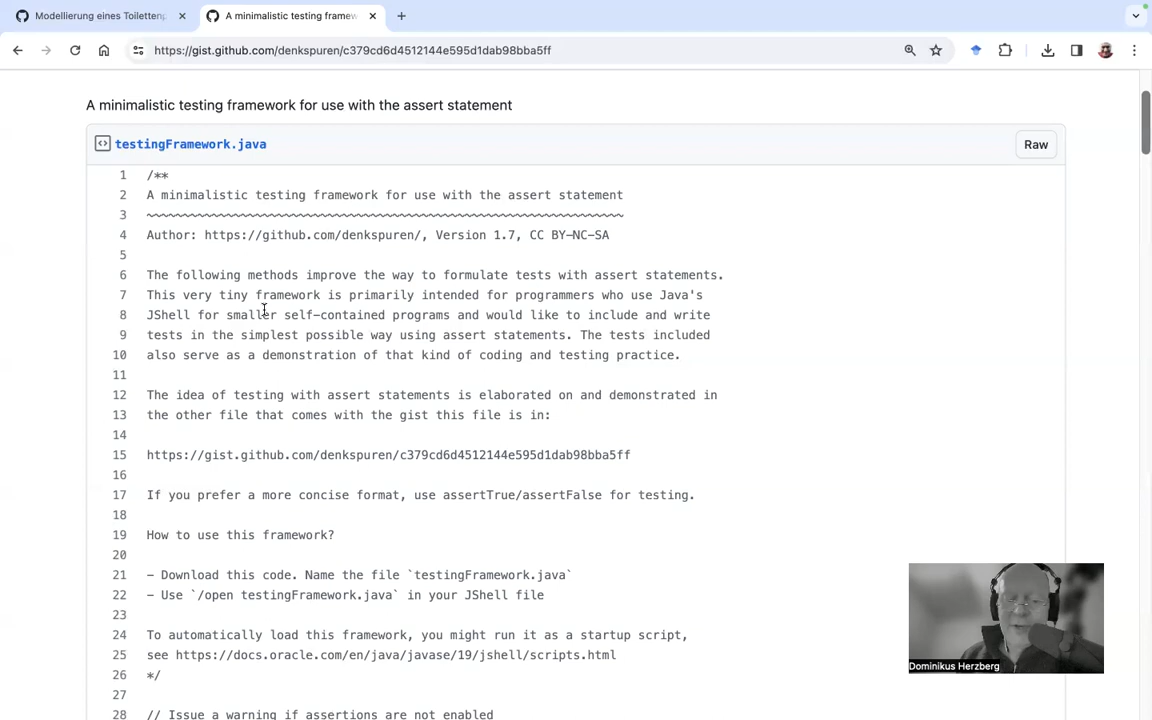 Modellierung eines Toilettenp
A minimalistic testing framew
https://gist.github.com/denkspuren/c379cd6d4512144e595d1dab98bba5ff
A minimalistic testing framework for use with the assert statement
testingFramework.java
Raw
1 /**
2 A minimalistic testing framework for use with the assert statement
3 ~~~~~~~~~~~~~~~~~~~~~~~~~~~~~~~~~~~~~~~~~~~~~~~~~~~~~~~~~~~~~~~~~~
4 Author: https://github.com/denkspuren/, Version 1.7, CC BY-NC-SA
5
6 The following methods improve the way to formulate tests with assert statements.
7 This very tiny framework is primarily intended for programmers who use Java's
8 JShell for smaller self-contained programs and would like to include and write
9 tests in the simplest possible way using assert statements. The tests included
10 also serve as a demonstration of that kind of coding and testing practice.
11
12 The idea of testing with assert statements is elaborated on and demonstrated in
13 the other file that comes with the gist this file is in:
14
15 https://gist.github.com/denkspuren/c379cd6d4512144e595d1dab98bba5ff
16
17 If you prefer a more concise format, use assertTrue/assertFalse for testing.
18
19 How to use this framework?
20
21 - Download this code. Name the file `testingFramework.java`
22 - Use `/open testingFramework.java` in your JShell file
23
24 To automatically load this framework, you might run it as a startup script,
25 see https://docs.oracle.com/en/java/javase/19/jshell/scripts.html
26 */
27
28 // Issue a warning if assertions are not enabled
Dominikus Herzberg